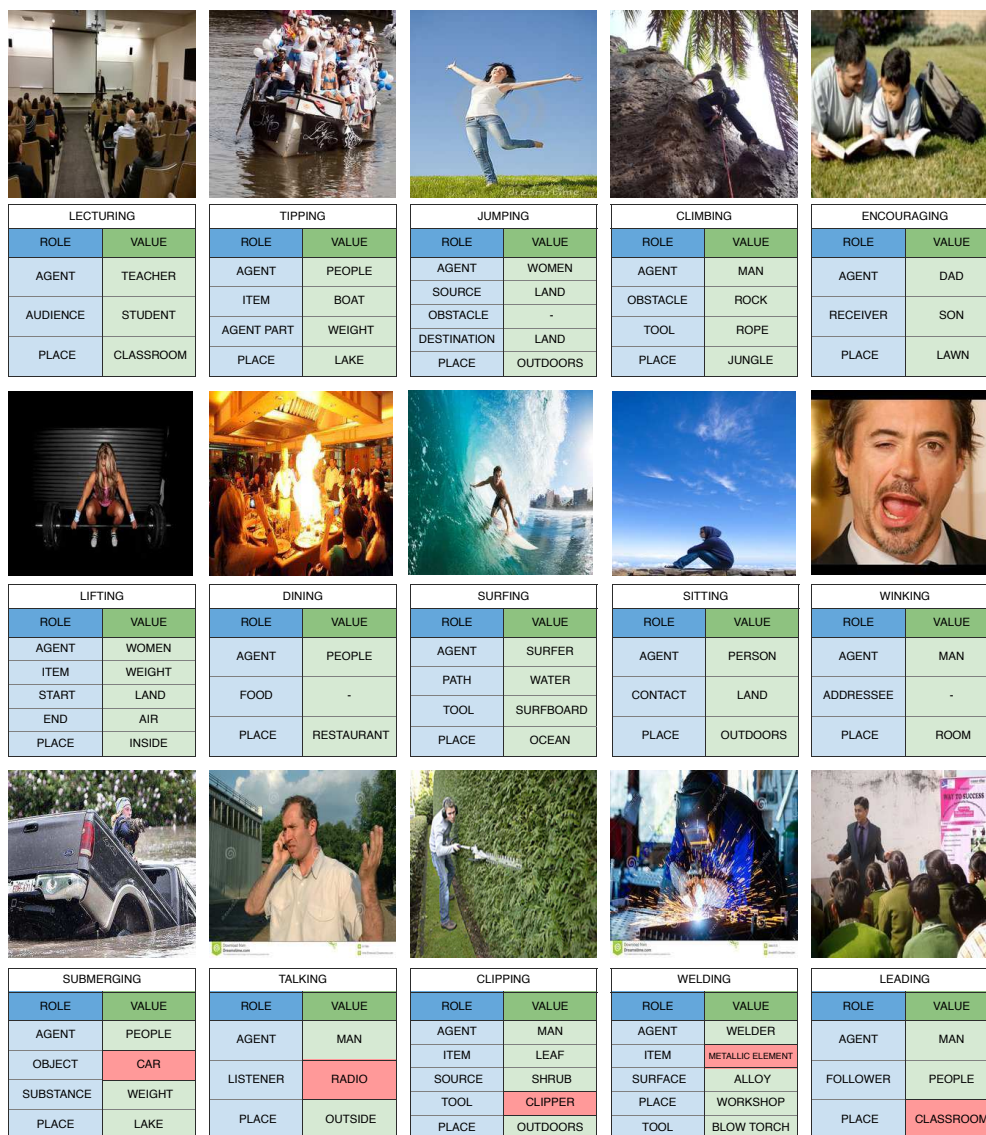 dreamstime
LECTURING
ROLE VALUE
AGENT TEACHER
AUDIENCE STUDENT
PLACE CLASSROOM
TIPPING
ROLE VALUE
AGENT PEOPLE
ITEM BOAT
AGENT PART WEIGHT
PLACE LAKE
JUMPING
ROLE VALUE
AGENT WOMEN
SOURCE LAND
OBSTACLE -
DESTINATION LAND
PLACE OUTDOORS
CLIMBING
ROLE VALUE
AGENT MAN
OBSTACLE ROCK
TOOL ROPE
PLACE JUNGLE
ENCOURAGING
ROLE VALUE
AGENT DAD
RECEIVER SON
PLACE LAWN
LIFTING
ROLE VALUE
AGENT WOMEN
ITEM WEIGHT
START LAND
END AIR
PLACE INSIDE
DINING
ROLE VALUE
AGENT PEOPLE
FOOD -
PLACE RESTAURANT
SURFING
ROLE VALUE
AGENT SURFER
PATH WATER
TOOL SURFBOARD
PLACE OCEAN
SITTING
ROLE VALUE
AGENT PERSON
CONTACT LAND
PLACE OUTDOORS
WINKING
ROLE VALUE
AGENT MAN
ADDRESSEE -
PLACE ROOM
WAY TO SUCCESS
SUBMERGING
ROLE VALUE
AGENT PEOPLE
OBJECT CAR
SUBSTANCE WEIGHT
PLACE LAKE
TALKING
ROLE VALUE
AGENT MAN
LISTENER RADIO
PLACE OUTSIDE
CLIPPING
ROLE VALUE
AGENT MAN
ITEM LEAF
SOURCE SHRUB
TOOL CLIPPER
PLACE OUTDOORS
WELDING
ROLE VALUE
AGENT WELDER
ITEM METALLIC ELEMENT
SURFACE ALLOY
PLACE WORKSHOP
TOOL BLOW TORCH
LEADING
ROLE VALUE
AGENT MAN
FOLLOWER PEOPLE
PLACE CLASSROOM